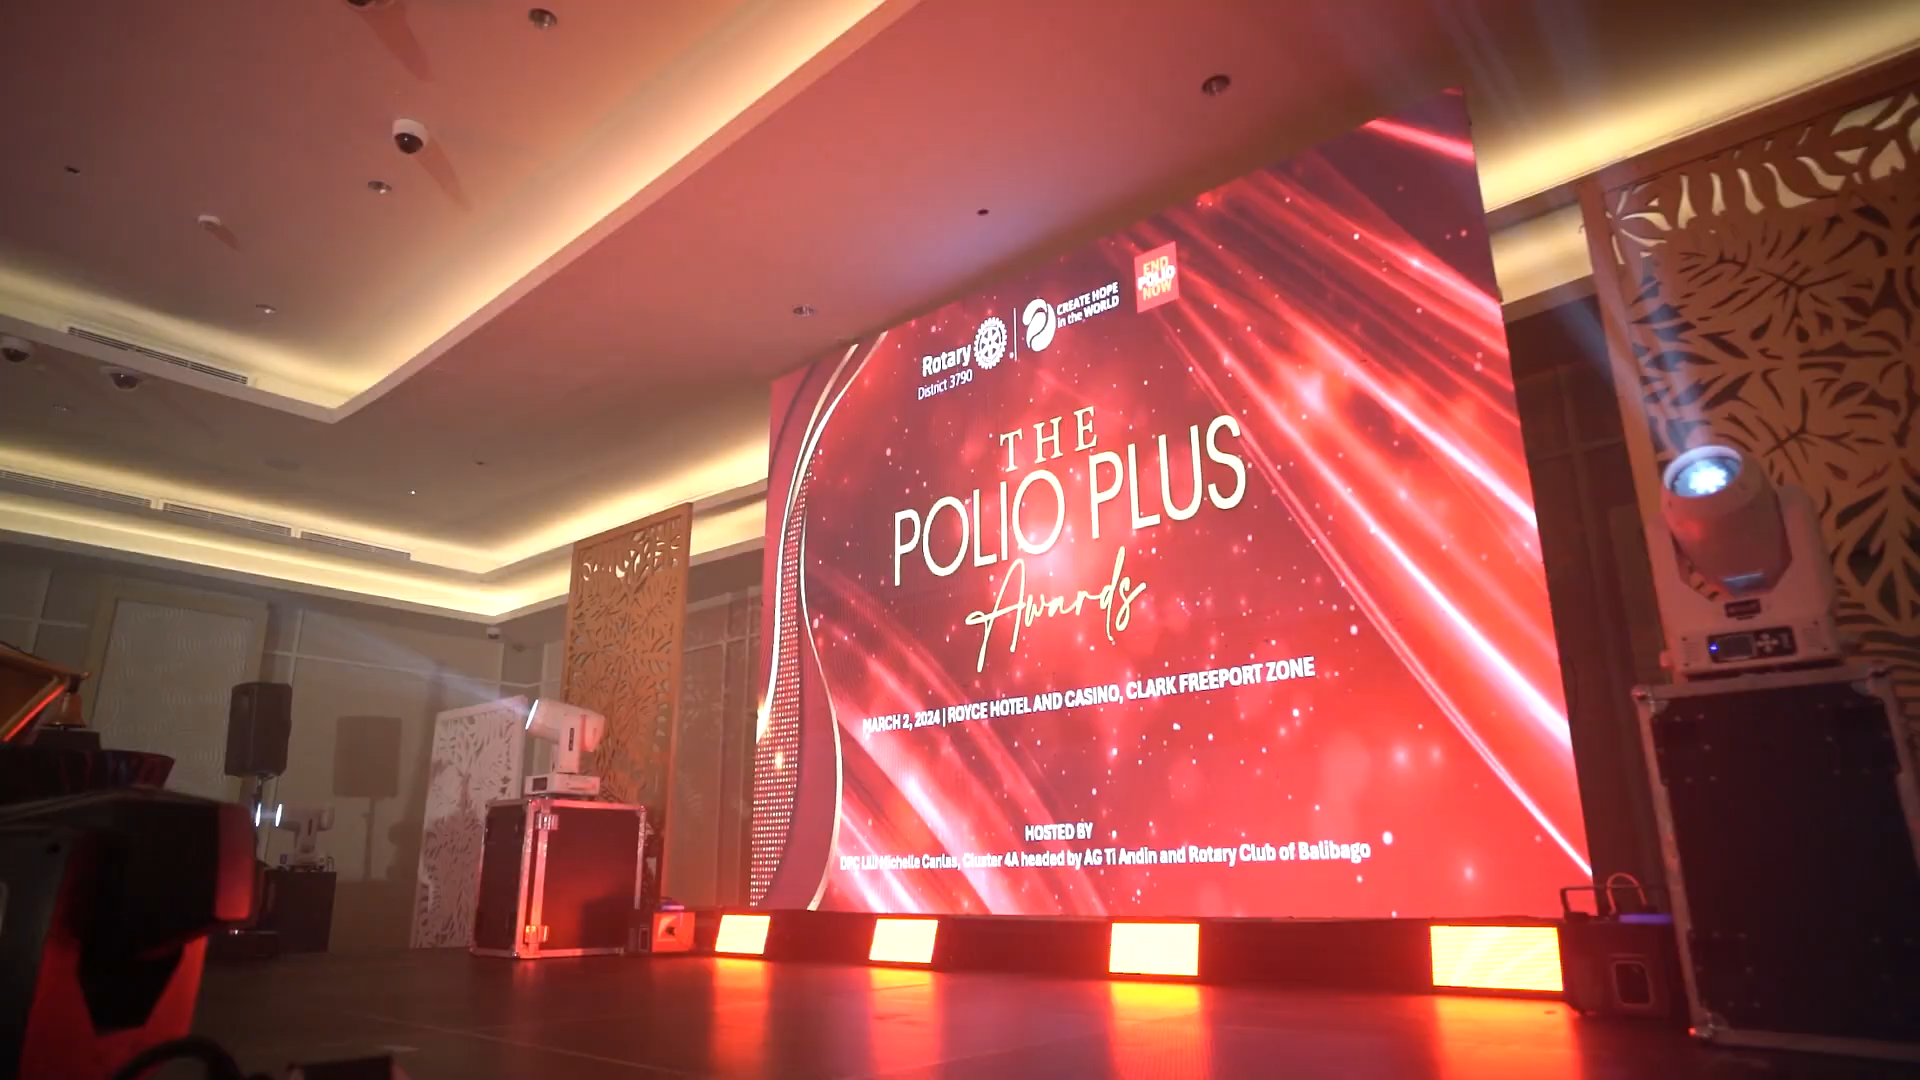 Rotary
District 3790
CREATE HOPE
in the WORLD
END
POLIO
NOW
THE
POLIO PLUS
Awards
MARCH 2, 2024 | ROYCE HOTEL AND CASINO, CLARK FREEPORT ZONE
HOSTED BY
Michelle Canlas, Cluster 4A headed by AG Ti Andin and Rotary Club of Balibago